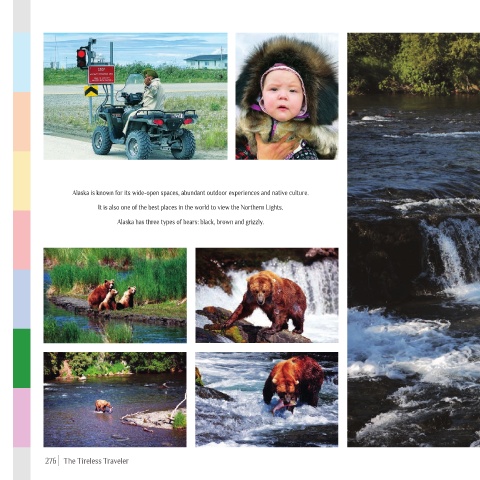 Alaska is known for its wide-open spaces, abundant outdoor experiences and native culture.
It is also one of the best places in the world to view the Northern Lights.
Alaska has three types of bears: black, brown and grizzly.
276 | The Tireless Traveler